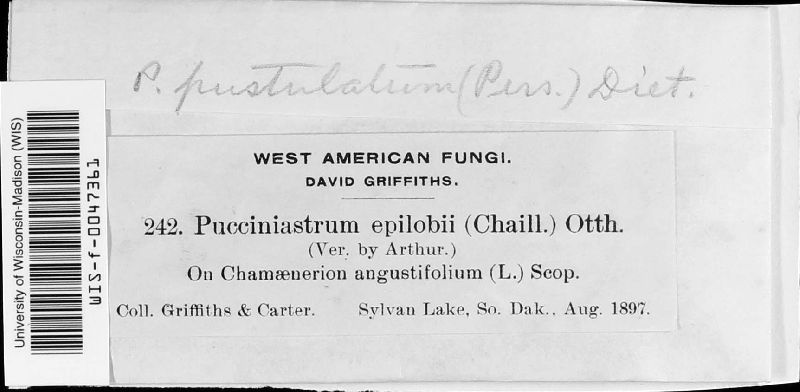 P. pustulatum (Pers.) Diet.
WEST AMERICAN FUNGI.
DAVID GRIFFITHS.
242. Pucciniastrum epilobii (Chaill.) Otth.
(Ver. by Arthur.)
On Chamænerion angustifolium (L.) Scop.
Coll. Griffiths & Carter. Sylvan Lake, So. Dak., Aug. 1897.
University of Wisconsin-Madison (WIS)
WIS-f-0047361